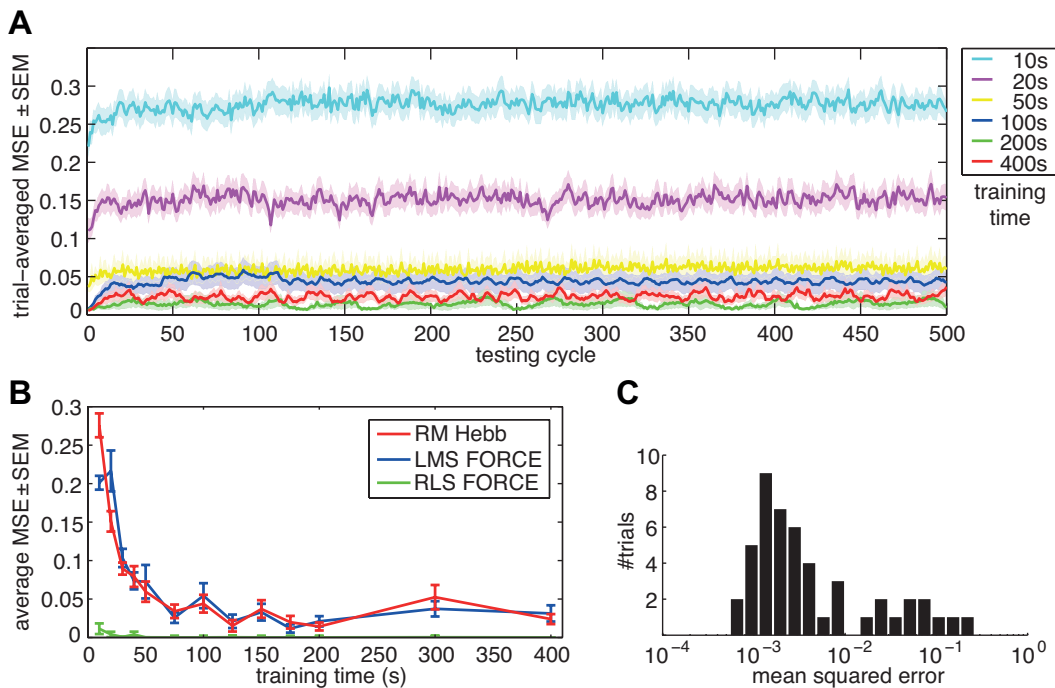 A
trial–averaged MSE ± SEM
0.3
0.25
0.2
0.15
0.1
0.05
0
0 50 100 150 200 250 300 350 400 450 500
testing cycle
10s
20s
50s
100s
200s
400s
training
time
B
average MSE±SEM
0.3
0.25
0.2
0.15
0.1
0.05
0
0 50 100 150 200 250 300 350 400
training time (s)
RM Hebb
LMS FORCE
RLS FORCE
C
#trials
10
8
6
4
2
10⁻⁴ 10⁻³ 10⁻² 10⁻¹ 10⁰
mean squared error